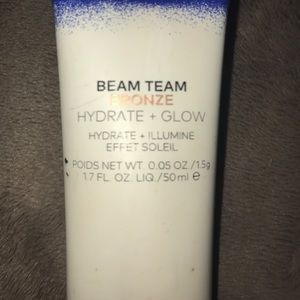 BEAM TEAM
BRONZE
HYDRATE + GLOW
HYDRATE + ILLUMINE
EFFET SOLEIL
POIDS NET WT. 0.05 OZ./1.5g
1.7 FL. OZ. LIQ./50ml e